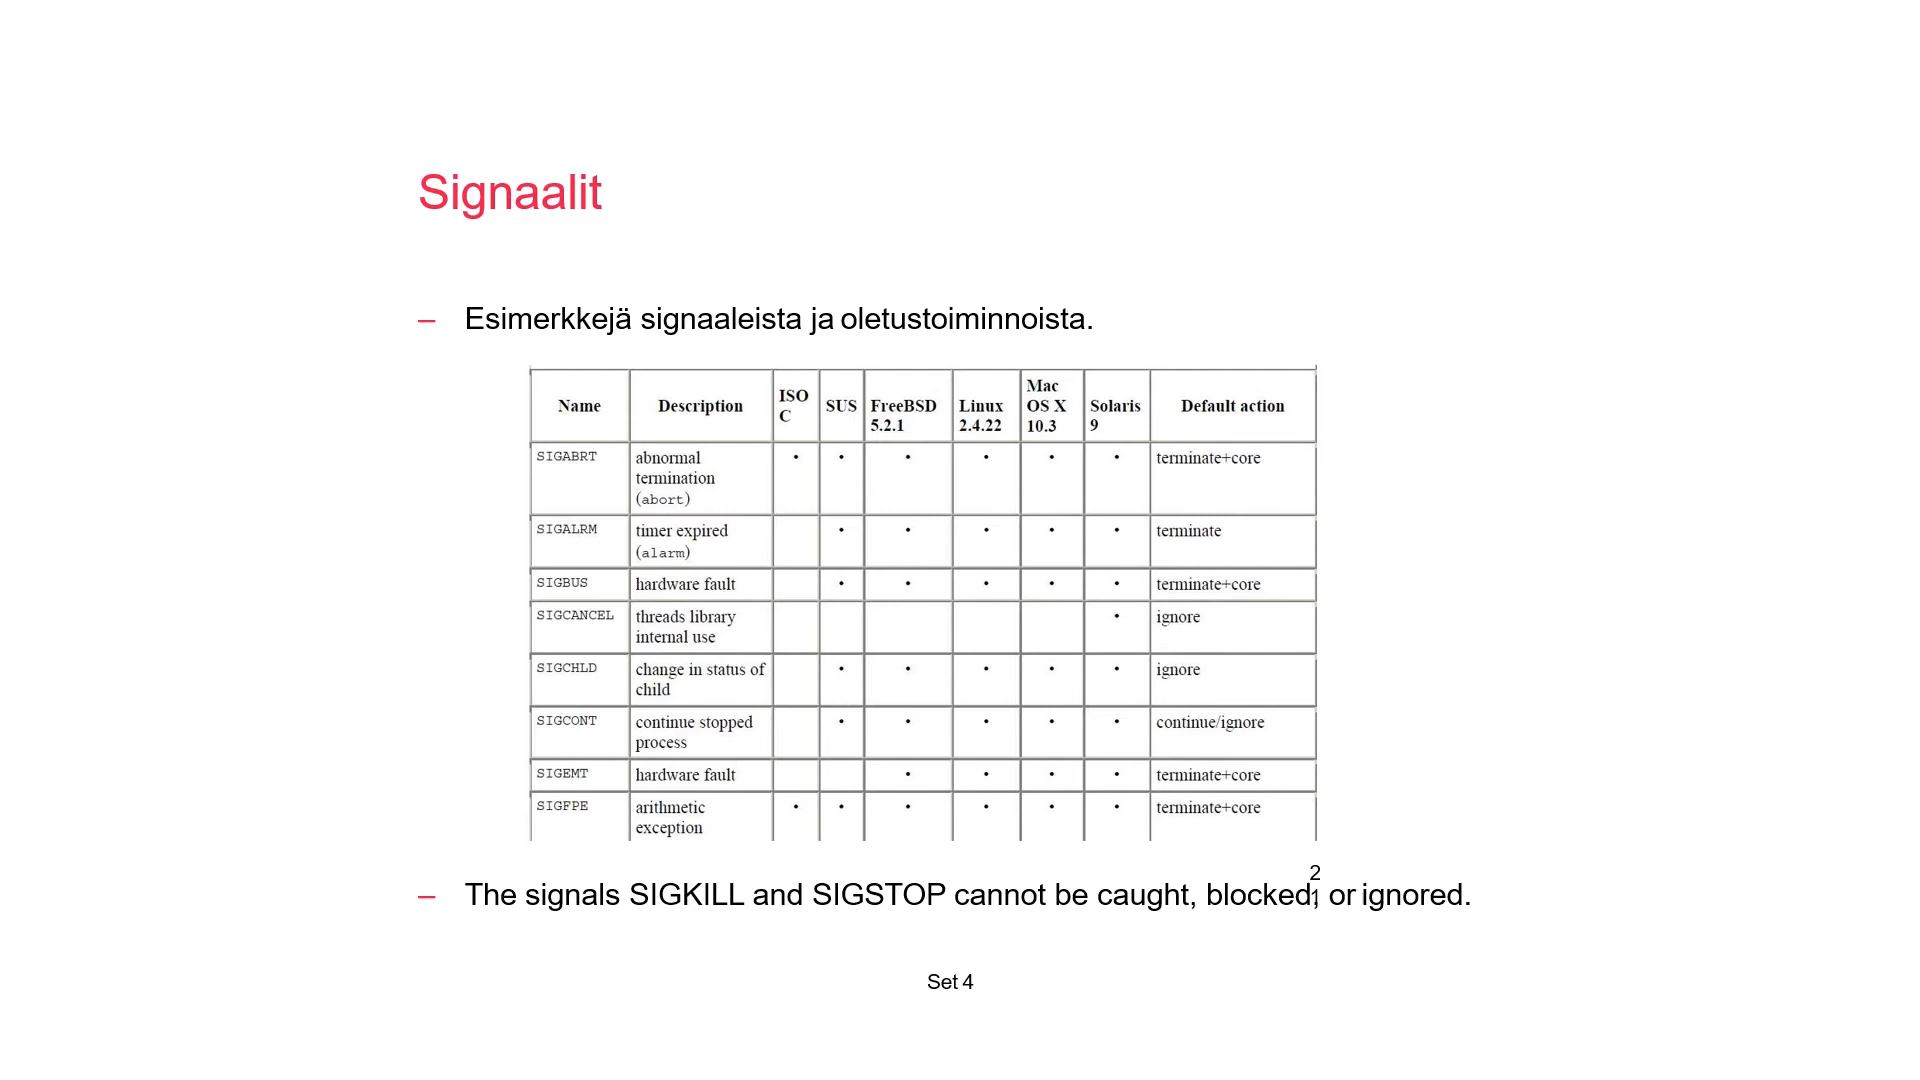 Signaalit
– Esimerkkejä signaaleista ja oletustoiminnoista.
Name Description ISO C SUS FreeBSD 5.2.1 Linux 2.4.22 Mac OS X 10.3 Solaris 9 Default action
SIGABRT abnormal termination (abort) • • • • • • terminate+core
SIGALRM timer expired (alarm) • • • • • terminate
SIGBUS hardware fault • • • • • terminate+core
SIGCANCEL threads library internal use • ignore
SIGCHLD change in status of child • • • • • ignore
SIGCONT continue stopped process • • • • • continue/ignore
SIGEMT hardware fault • • • • terminate+core
SIGFPE arithmetic exception • • • • • • terminate+core
– The signals SIGKILL and SIGSTOP cannot be caught, blocked, or ignored.
21
Set 4